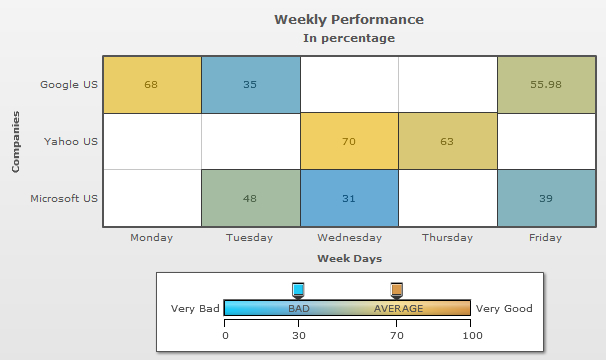 Weekly Performance
In percentage
Companies
Google US 68 35 55.98
Yahoo US 70 63
Microsoft US 48 31 39
Monday Tuesday Wednesday Thursday Friday
Week Days
Very Bad BAD AVERAGE Very Good
0 30 70 100